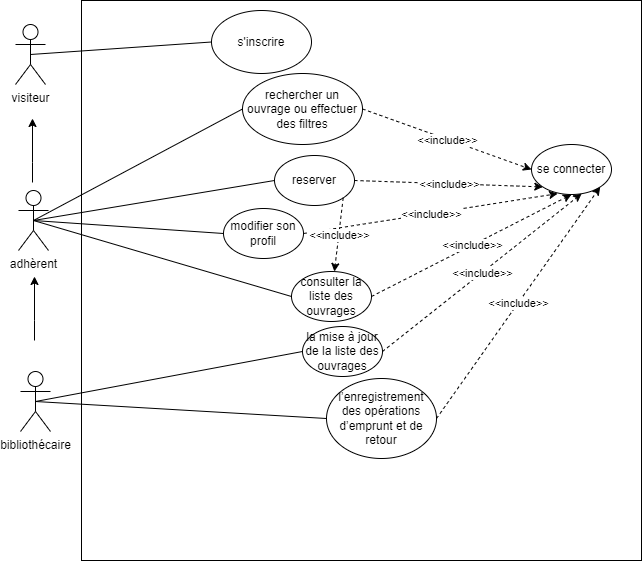 s'inscrire
visiteur
rechercher un
ouvrage ou effectuer
des filtres
<<include>>
se connecter
reserver
<<include>>
modifier son
profil
<<include>>
<<include>>
adhèrent
<<include>>
consulter la
liste des
ouvrages
<<include>>
la mise à jour
de la liste des
ouvrages
<<include>>
l'enregistrement
des opérations
d'emprunt et de
retour
bibliothécaire